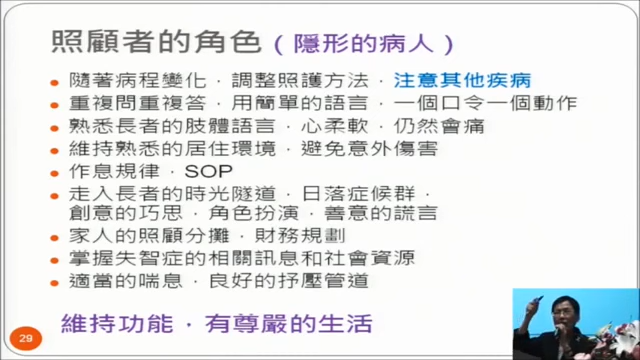 照顧者的角色（隱形的病人）
隨著病程變化，調整照護方法，注意其他疾病
重複問重複答，用簡單的語言，一個口令一個動作
熟悉長者的肢體語言，心柔軟，仍然會痛
維持熟悉的居住環境，避免意外傷害
作息規律，SOP
走入長者的時光隧道，日落症候群，
創意的巧思，角色扮演，善意的謊言
家人的照顧分攤，財務規劃
掌握失智症的相關訊息和社會資源
適當的喘息，良好的抒壓管道
維持功能，有尊嚴的生活
29